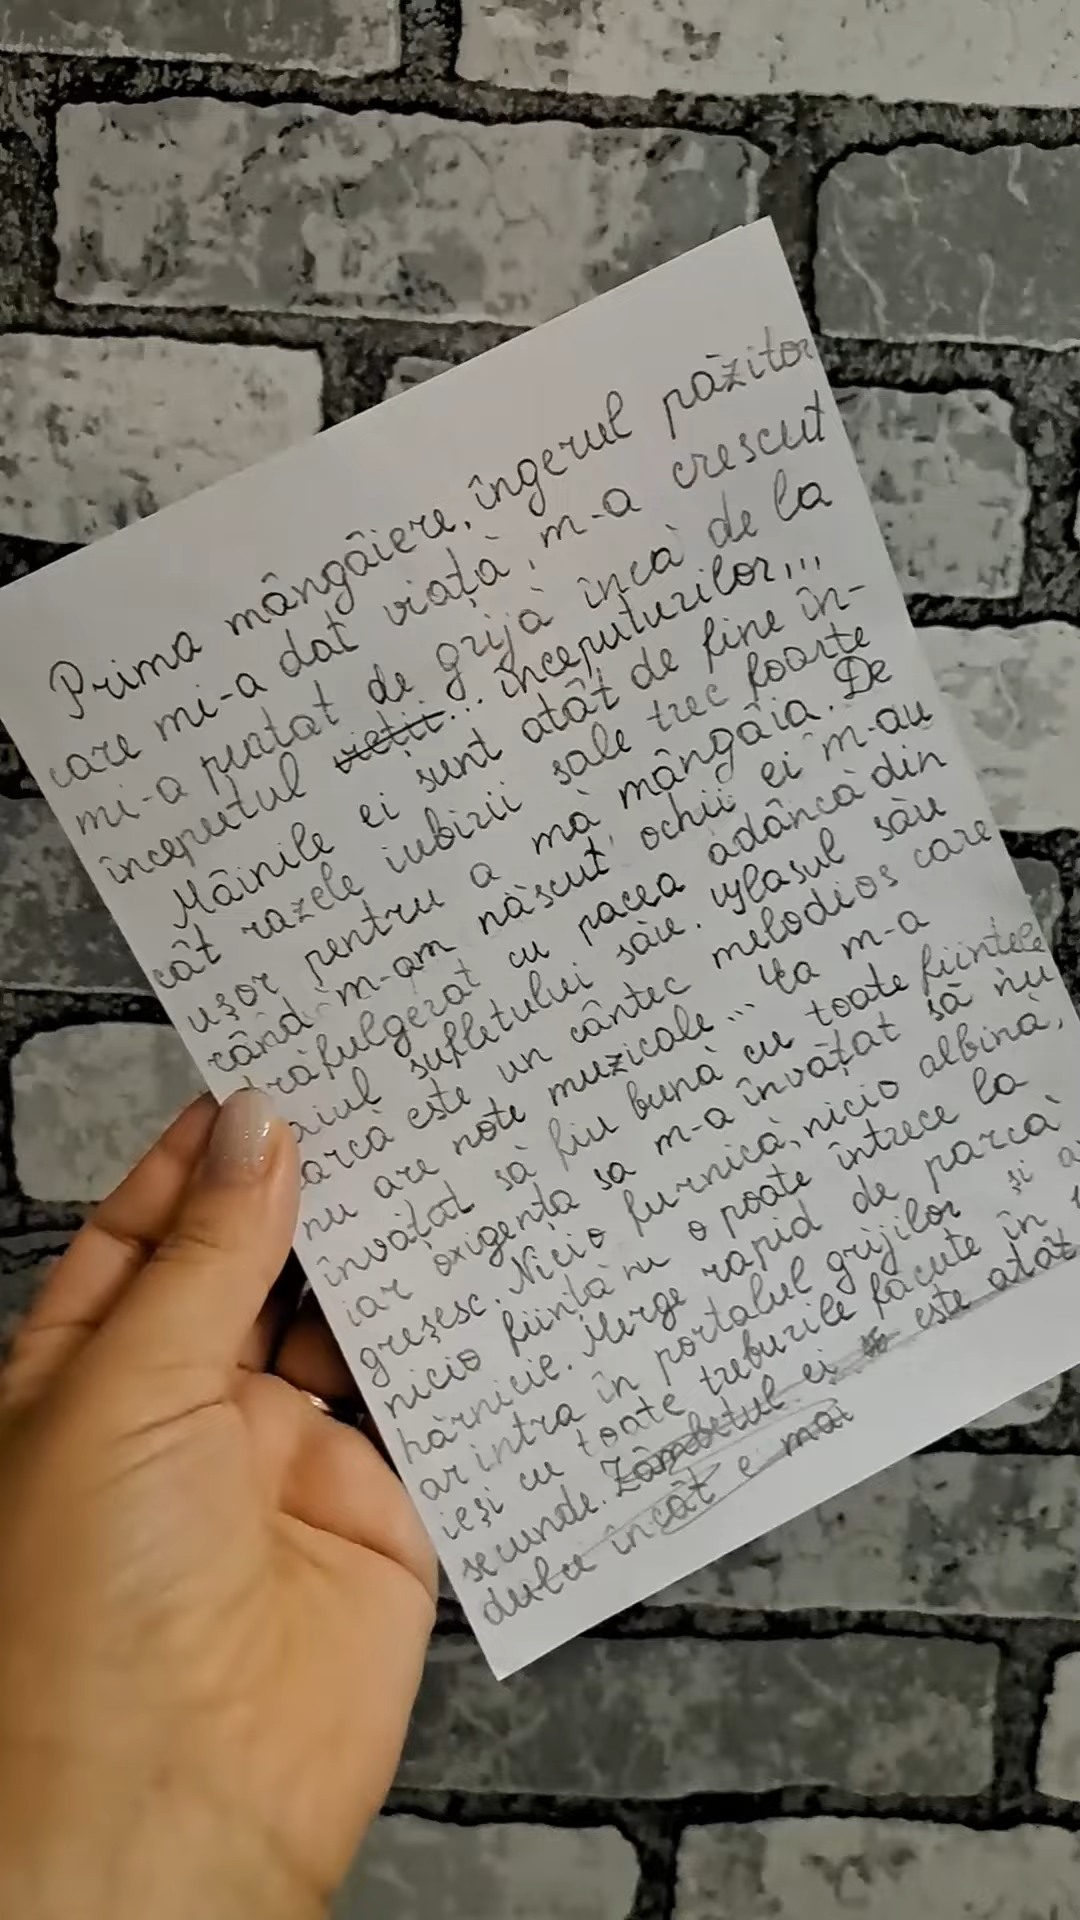 Prima mângâiere, îngerul păzitor
care mi-a dat viață, m-a crescut
mi-a purtat de grijă încă de la
începutul vieții... începuturilor...
Mâinile ei sunt atât de fine în-
cât razele iubirii sale trec foarte
ușor pentru a mă mângâia. De
când m-am născut, ochii ei m-au
străfulgerat cu pacea adâncă din
raiul sufletului său. Glasul său
parcă este un cântec melodios care
nu are note muzicale... Ea m-a
învățat să fiu bună cu toate ființele
iar oxigența sa m-a învățat să nu
greșesc. Nicio furnică, nicio albină,
nicio ființă nu o poate întrece la
hărnicie. Merge rapid de parcă
ar intra în portalul grijilor și a
ieși cu toate treburile făcute în
secunde. Zâmbetul ei este atât
dulce încât e mai